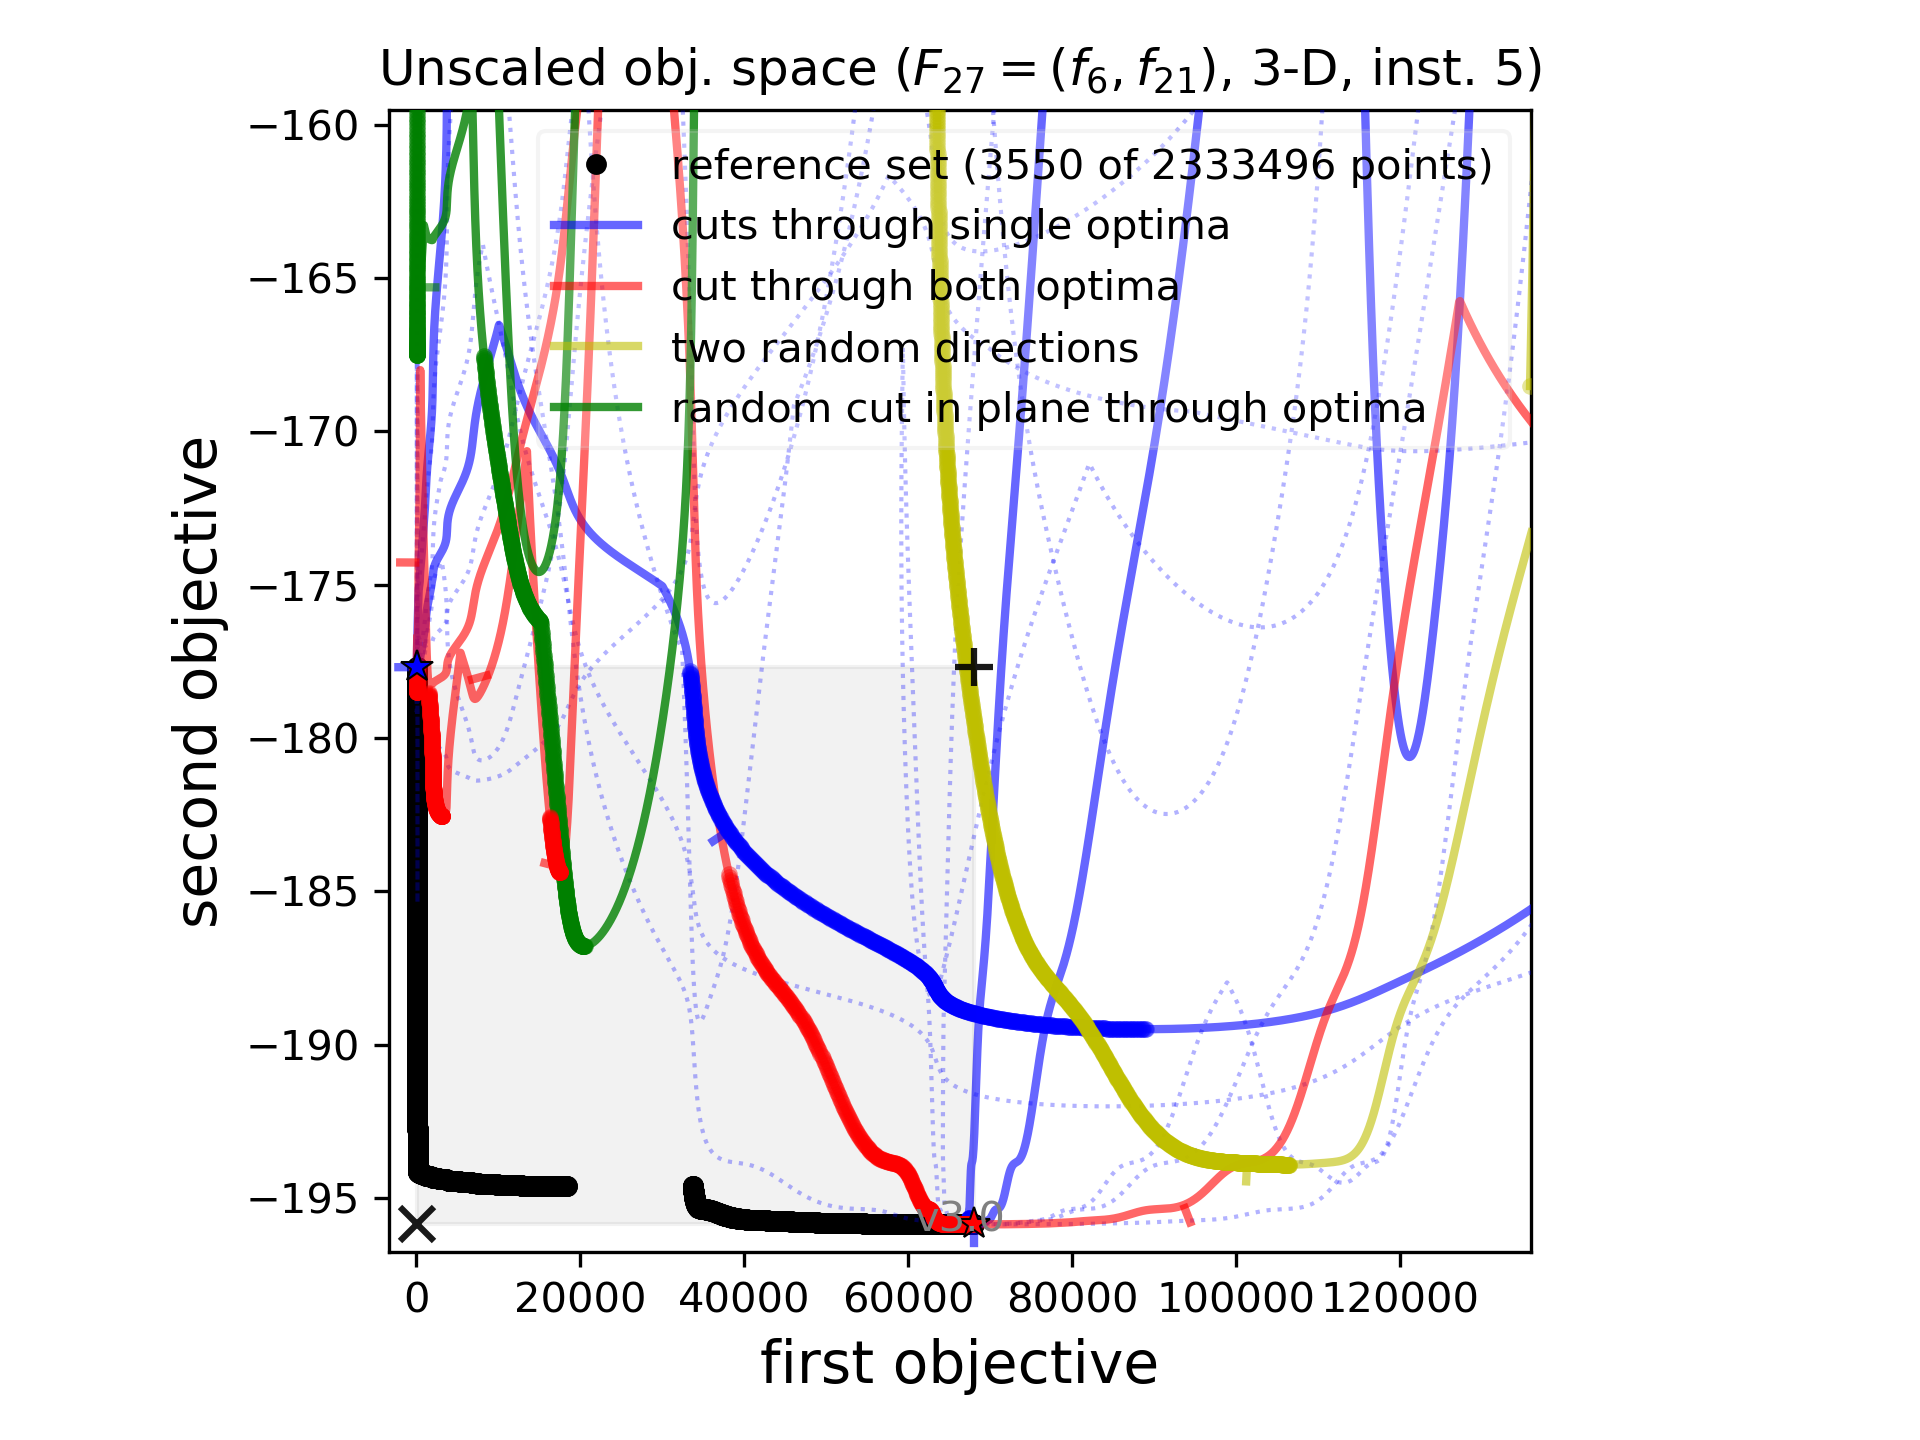 Unscaled obj. space (F₂₇ = (f₆, f₂₁), 3-D, inst. 5)
reference set (3550 of 2333496 points)
cuts through single optima
cut through both optima
two random directions
random cut in plane through optima
second objective
−160
−165
−170
−175
−180
−185
−190
−195
v3.0
0 20000 40000 60000 80000 100000 120000
first objective